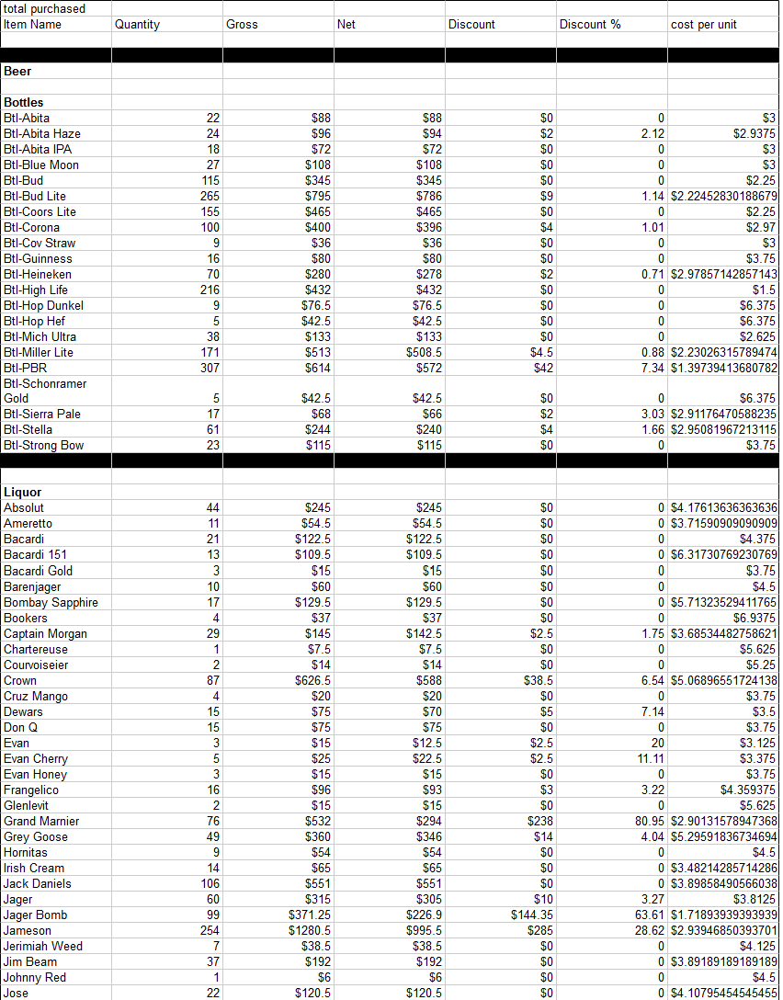 total purchased
Item Name Quantity Gross Net Discount Discount % cost per unit
Beer
Bottles
Btl-Abita 22 $88 $88 $0 0 $3
Btl-Abita Haze 24 $96 $94 $2 2.12 $2.9375
Btl-Abita IPA 18 $72 $72 $0 0 $3
Btl-Blue Moon 27 $108 $108 $0 0 $3
Btl-Bud 115 $345 $345 $0 0 $2.25
Btl-Bud Lite 265 $795 $786 $9 1.14 $2.22452830188679
Btl-Coors Lite 155 $465 $465 $0 0 $2.25
Btl-Corona 100 $400 $396 $4 1.01 $2.97
Btl-Cov Straw 9 $36 $36 $0 0 $3
Btl-Guinness 16 $80 $80 $0 0 $3.75
Btl-Heineken 70 $280 $278 $2 0.71 $2.97857142857143
Btl-High Life 216 $432 $432 $0 0 $1.5
Btl-Hop Dunkel 9 $76.5 $76.5 $0 0 $6.375
Btl-Hop Hef 5 $42.5 $42.5 $0 0 $6.375
Btl-Mich Ultra 38 $133 $133 $0 0 $2.625
Btl-Miller Lite 171 $513 $508.5 $4.5 0.88 $2.23026315789474
Btl-PBR 307 $614 $572 $42 7.34 $1.39739413680782
Btl-Schonramer
Gold 5 $42.5 $42.5 $0 0 $6.375
Btl-Sierra Pale 17 $68 $66 $2 3.03 $2.91176470588235
Btl-Stella 61 $244 $240 $4 1.66 $2.95081967213115
Btl-Strong Bow 23 $115 $115 $0 0 $3.75
Liquor
Absolut 44 $245 $245 $0 0 $4.17613636363636
Ameretto 11 $54.5 $54.5 $0 0 $3.71590909090909
Bacardi 21 $122.5 $122.5 $0 0 $4.375
Bacardi 151 13 $109.5 $109.5 $0 0 $6.31730769230769
Bacardi Gold 3 $15 $15 $0 0 $3.75
Barenjager 10 $60 $60 $0 0 $4.5
Bombay Sapphire 17 $129.5 $129.5 $0 0 $5.71323529411765
Bookers 4 $37 $37 $0 0 $6.9375
Captain Morgan 29 $145 $142.5 $2.5 1.75 $3.68534482758621
Chartereuse 1 $7.5 $7.5 $0 0 $5.625
Courvoiseier 2 $14 $14 $0 0 $5.25
Crown 87 $626.5 $588 $38.5 6.54 $5.06896551724138
Cruz Mango 4 $20 $20 $0 0 $3.75
Dewars 15 $75 $70 $5 7.14 $3.5
Don Q 15 $75 $75 $0 0 $3.75
Evan 3 $15 $12.5 $2.5 20 $3.125
Evan Cherry 5 $25 $22.5 $2.5 11.11 $3.375
Evan Honey 3 $15 $15 $0 0 $3.75
Frangelico 16 $96 $93 $3 3.22 $4.359375
Glenlevit 2 $15 $15 $0 0 $5.625
Grand Marnier 76 $532 $294 $238 80.95 $2.90131578947368
Grey Goose 49 $360 $346 $14 4.04 $5.29591836734694
Hornitas 9 $54 $54 $0 0 $4.5
Irish Cream 14 $65 $65 $0 0 $3.48214285714286
Jack Daniels 106 $551 $551 $0 0 $3.89858490566038
Jager 60 $315 $305 $10 3.27 $3.8125
Jager Bomb 99 $371.25 $226.9 $144.35 63.61 $1.71893939393939
Jameson 254 $1280.5 $995.5 $285 28.62 $2.93946850393701
Jerimiah Weed 7 $38.5 $38.5 $0 0 $4.125
Jim Beam 37 $192 $192 $0 0 $3.89189189189189
Johnny Red 1 $6 $6 $0 0 $4.5
Jose 22 $120.5 $120.5 $0 0 $4.10795454545455